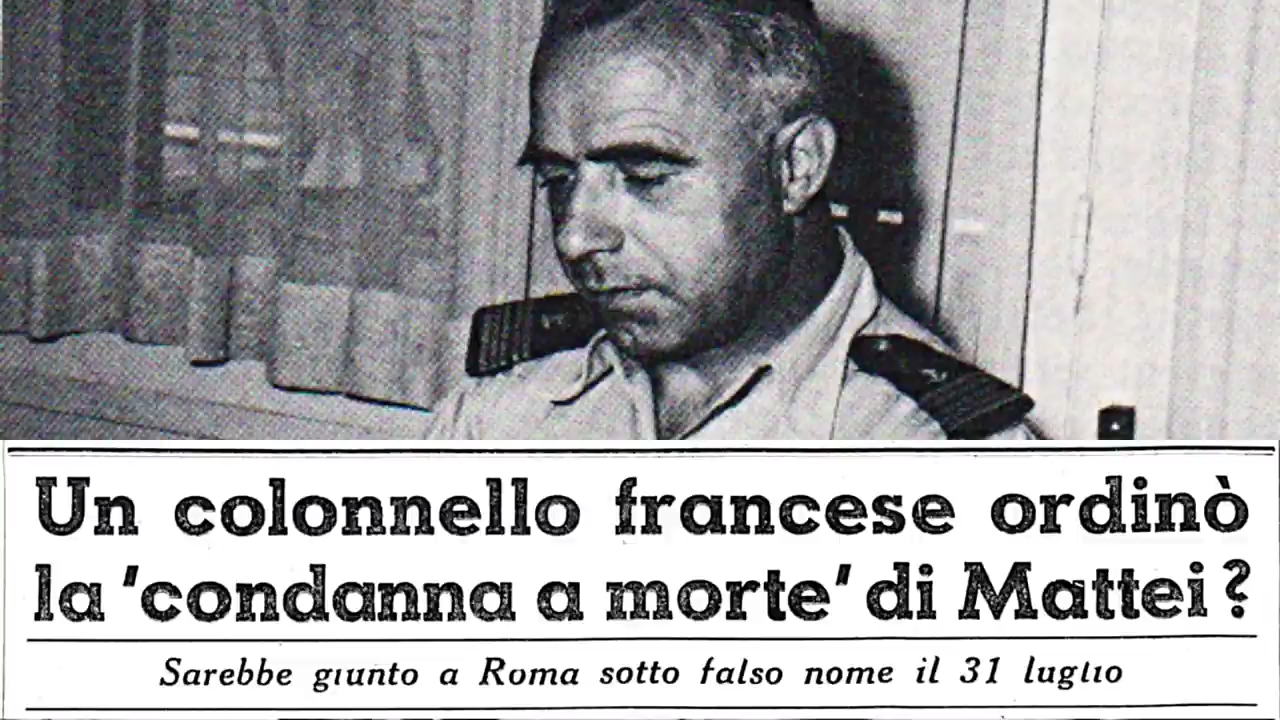 Un colonnello francese ordinò
la 'condanna a morte' di Mattei?
Sarebbe giunto a Roma sotto falso nome il 31 luglio